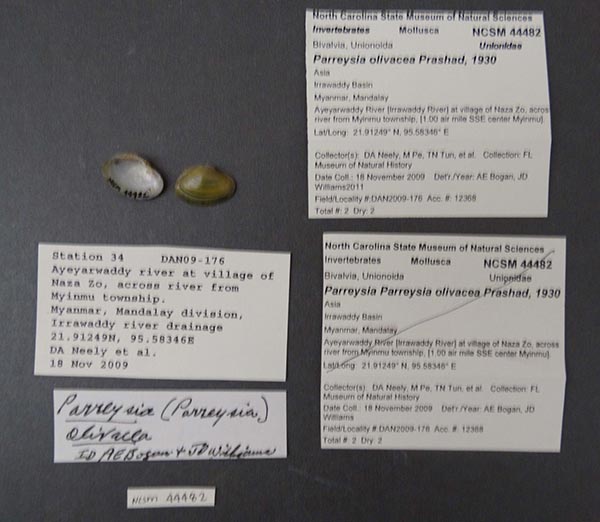 North Carolina State Museum of Natural Sciences
Invertebrates Mollusca NCSM 44482
Bivalvia, Unionoida Unionidae
Parreysia olivacea Prashad, 1930
Asia
Irrawaddy Basin
Myanmar, Mandalay
Ayeyarwaddy River [Irrawaddy River] at village of Naza Zo, across
river from Myinmu township, [1.00 air mile SSE center Myinmu].
Lat/Long: 21.91249° N, 95.58346° E
Collector(s): DA Neely, M Pe, TN Tun, et al. Collection: FL
Museum of Natural History
Date Coll.: 18 November 2009 Det'r./Year: AE Bogan, JD
Williams2011
Field/Locality #:DAN2009-176 Acc. #: 12368
Total #: 2 Dry: 2
Station 34 DAN09-176
Ayeyarwaddy river at village of
Naza Zo, across river from
Myinmu township.
Myanmar, Mandalay division,
Irrawaddy river drainage
21.91249N, 95.58346E
DA Neely et al.
18 Nov 2009
North Carolina State Museum of Natural Sciences
Invertebrates Mollusca NCSM 44482
Bivalvia, Unionoida Unionidae
Parreysia Parreysia olivacea Prashad, 1930
Asia
Irrawaddy Basin
Myanmar, Mandalay
Ayeyarwaddy River [Irrawaddy River] at village of Naza Zo, across
river from Myinmu township, [1.00 air mile SSE center Myinmu].
Lat/Long: 21.91249° N, 95.58346° E
Collector(s): DA Neely, M Pe, TN Tun, et al. Collection: FL
Museum of Natural History
Date Coll.: 18 November 2009 Det'r./Year: AE Bogan, JD
Williams
Field/Locality #:DAN2009-176 Acc. #: 12368
Total #: 2 Dry: 2
Parreysia (Parreysia)
olivacea
ID AE Bogan & JD Williams
NCSM 44482